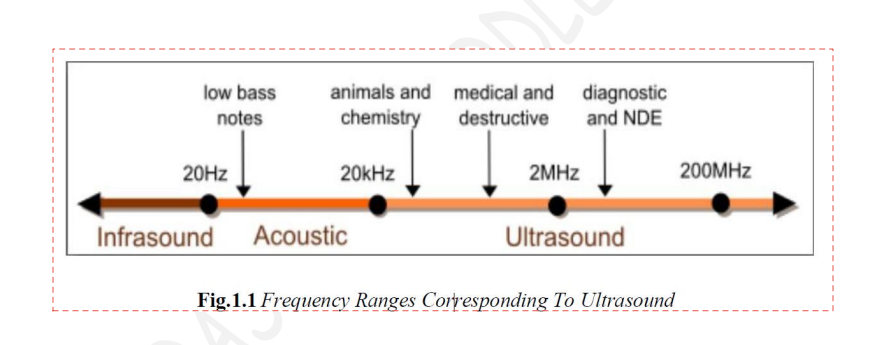 low bass
notes
animals and
chemistry
medical and
destructive
diagnostic
and NDE
20Hz
20kHz
2MHz
200MHz
Infrasound
Acoustic
Ultrasound
Fig.1.1 Frequency Ranges Corresponding To Ultrasound